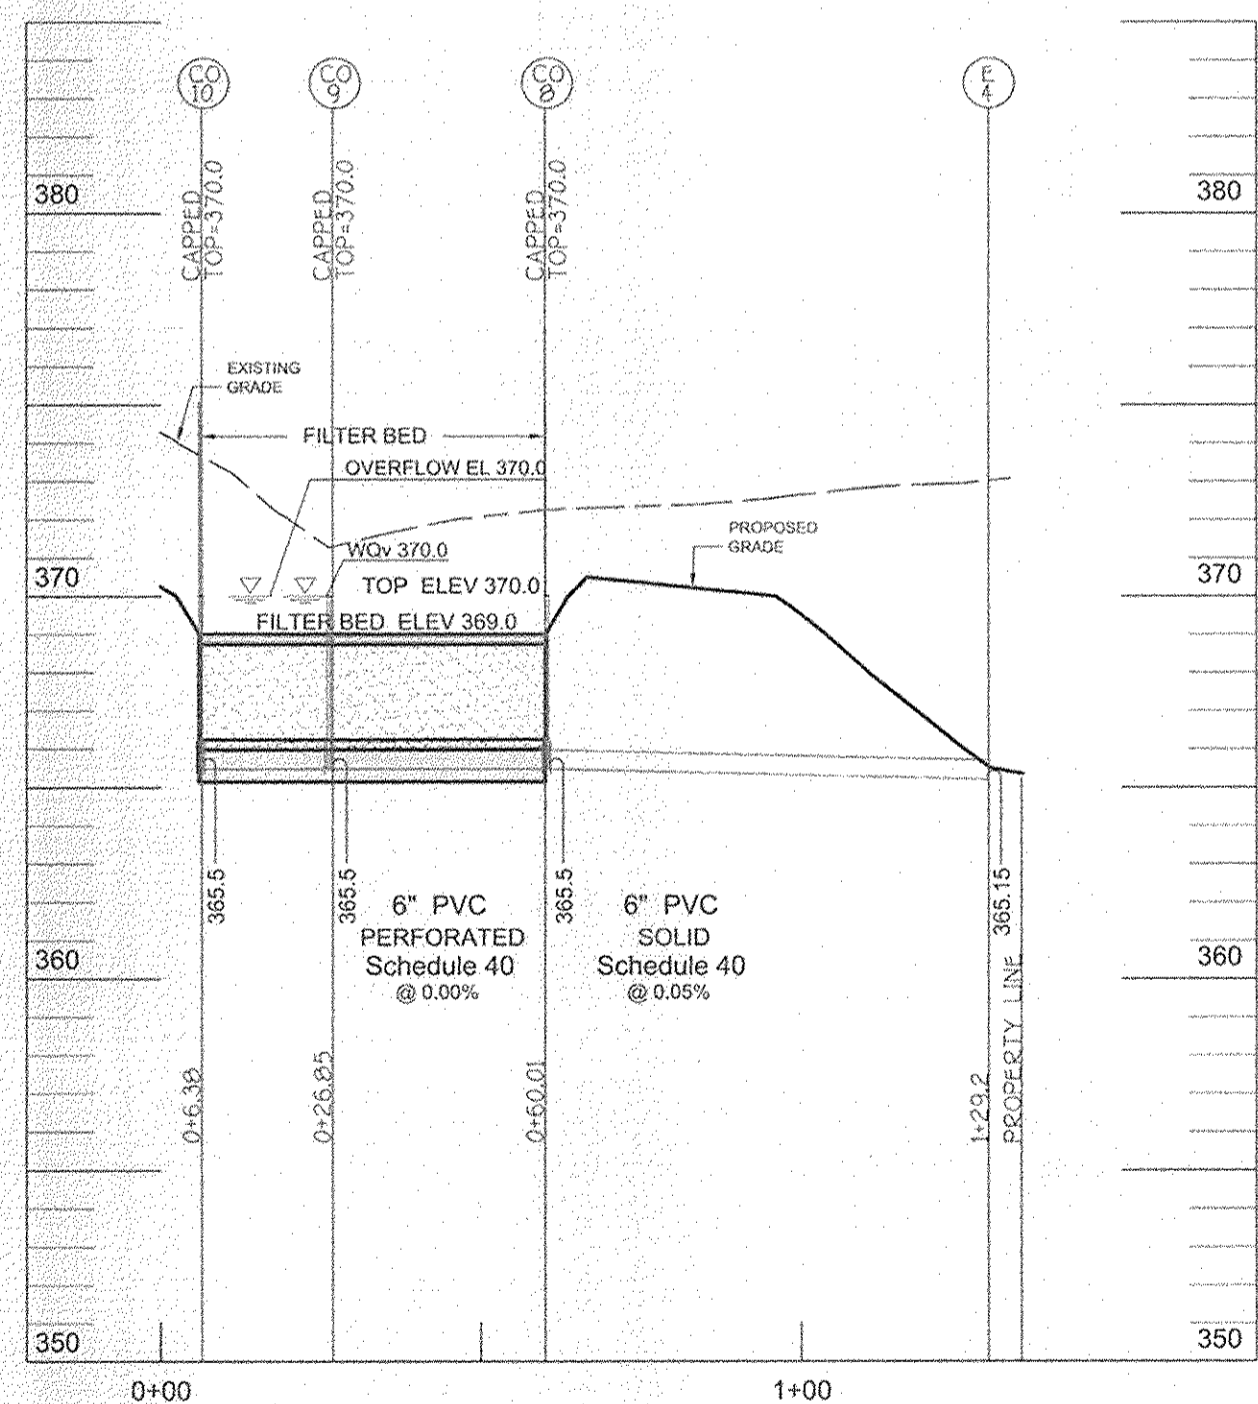 CO
10
CO
9
CO
8
E
4
CAPPED
TOP=370.0
CAPPED
TOP=370.0
CAPPED
TOP=370.0
380
380
EXISTING
GRADE
FILTER BED
OVERFLOW EL 370.0
WQv 370.0
PROPOSED
GRADE
370
TOP ELEV 370.0
370
FILTER BED ELEV 369.0
365.5
365.5
365.5
365.15
6" PVC
PERFORATED
Schedule 40
@ 0.00%
6" PVC
SOLID
Schedule 40
@ 0.05%
360
360
0+6.38
0+26.85
0+60.01
1+29.2
PROPERTY LINE
350
350
0+00
1+00